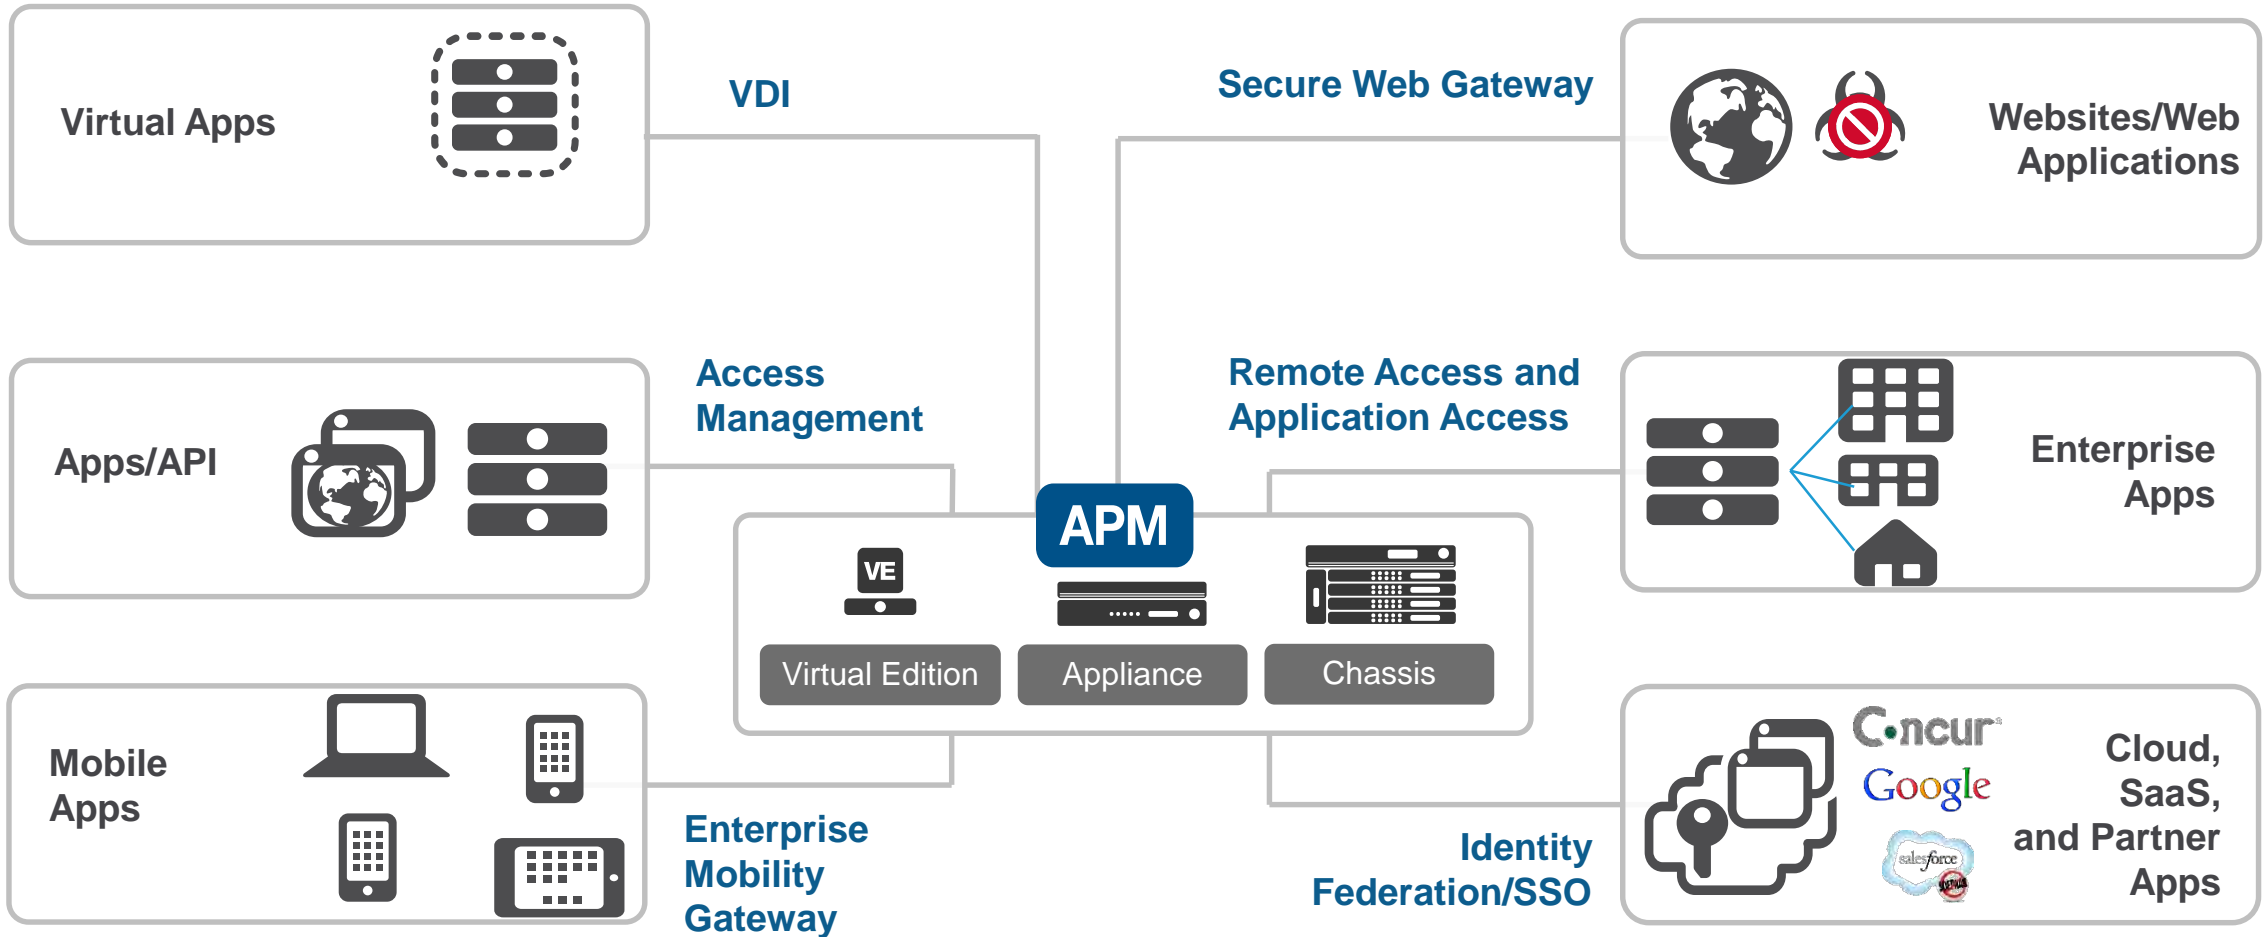 Virtual Apps
VDI
Secure Web Gateway
Websites/Web
Applications
Apps/API
Access
Management
Remote Access and
Application Access
Enterprise
Apps
APM
VE
Virtual Edition
Appliance
Chassis
Mobile
Apps
Enterprise
Mobility
Gateway
Identity
Federation/SSO
Concur
Google
salesforce
Cloud,
SaaS,
and Partner
Apps